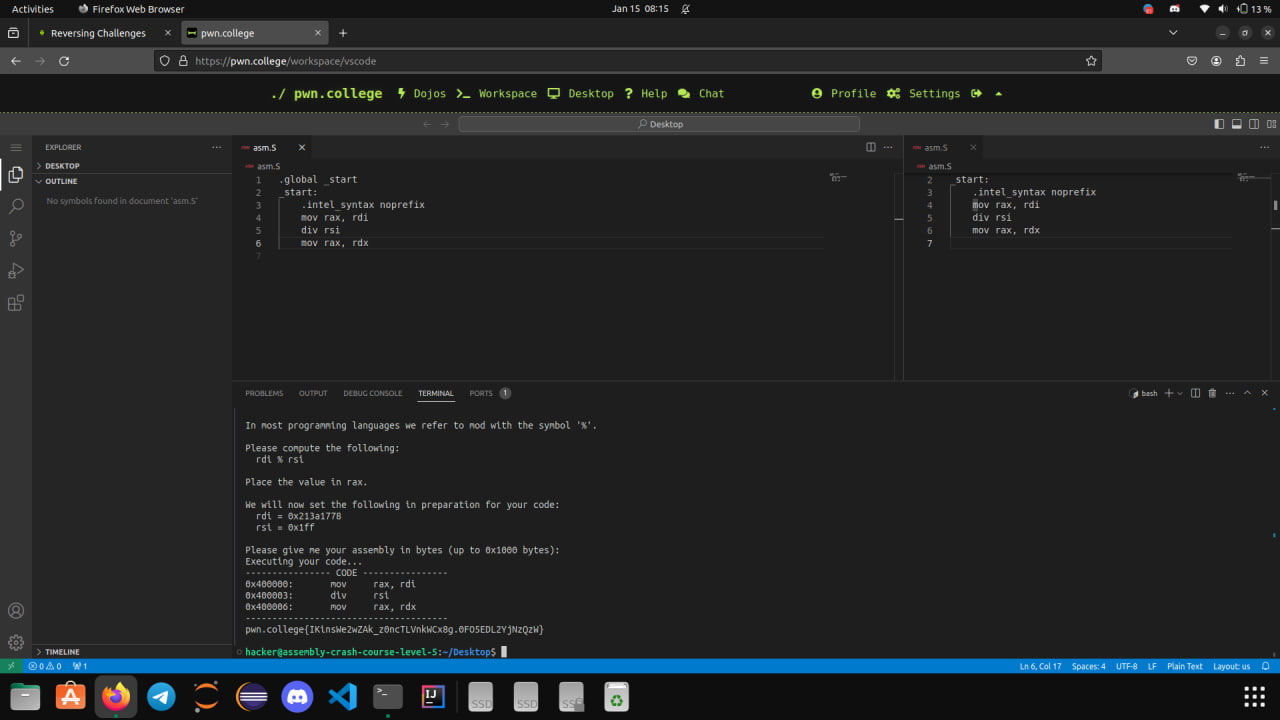 Activities Firefox Web Browser Jan 15 08:15 13 %
Reversing Challenges pwn.college
https://pwn.college/workspace/vscode
./ pwn.college Dojos Workspace Desktop Help Chat Profile Settings
Desktop
EXPLORER
DESKTOP
OUTLINE
No symbols found in document 'asm.S'
TIMELINE
asm.S
asm.S
1 .global _start
2 _start:
3 .intel_syntax noprefix
4 mov rax, rdi
5 div rsi
6 mov rax, rdx
7
asm.S
asm.S
2 _start:
3 .intel_syntax noprefix
4 mov rax, rdi
5 div rsi
6 mov rax, rdx
7
PROBLEMS OUTPUT DEBUG CONSOLE TERMINAL PORTS 1 bash
In most programming languages we refer to mod with the symbol '%'.
Please compute the following:
rdi % rsi
Place the value in rax.
We will now set the following in preparation for your code:
rdi = 0x213a1778
rsi = 0x1ff
Please give me your assembly in bytes (up to 0x1000 bytes):
Executing your code...
---------------- CODE ----------------
0x400000: mov rax, rdi
0x400003: div rsi
0x400006: mov rax, rdx
--------------------------------------
pwn.college{IKinsWe2wZAk_z0ncTLVnkWCx8g.0FO5EDL2YjNzQzW}
hacker@assembly-crash-course-level-5:~/Desktop$
0 0 1 Ln 6, Col 17 Spaces: 4 UTF-8 LF Plain Text Layout: us
SSD SSD